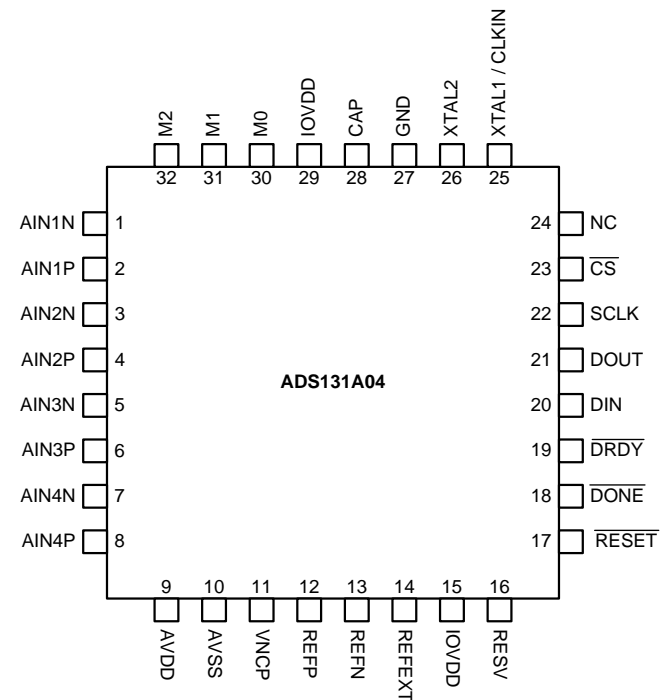 M2
M1
M0
IOVDD
CAP
GND
XTAL2
XTAL1 / CLKIN
32
31
30
29
28
27
26
25
AIN1N 1
AIN1P 2
AIN2N 3
AIN2P 4
AIN3N 5
AIN3P 6
AIN4N 7
AIN4P 8
ADS131A04
24 NC
23 CS
22 SCLK
21 DOUT
20 DIN
19 DRDY
18 DONE
17 RESET
9
10
11
12
13
14
15
16
AVDD
AVSS
VNCP
REFP
REFN
REFEXT
IOVDD
RESV